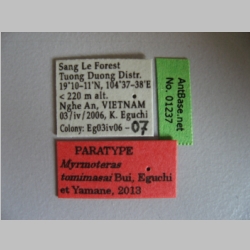 Sang Le Forest
Tuong Duong Distr.
19°10-11'N, 104°37-38'E
< 220 m alt.
Nghe An, VIETNAM
03/iv/2006, K. Eguchi
Colony: Eg03iv06 - 07
AntBase.net
No. 01237
PARATYPE
Myrmoteras
tomimasai Bui, Eguchi
et Yamane, 2013